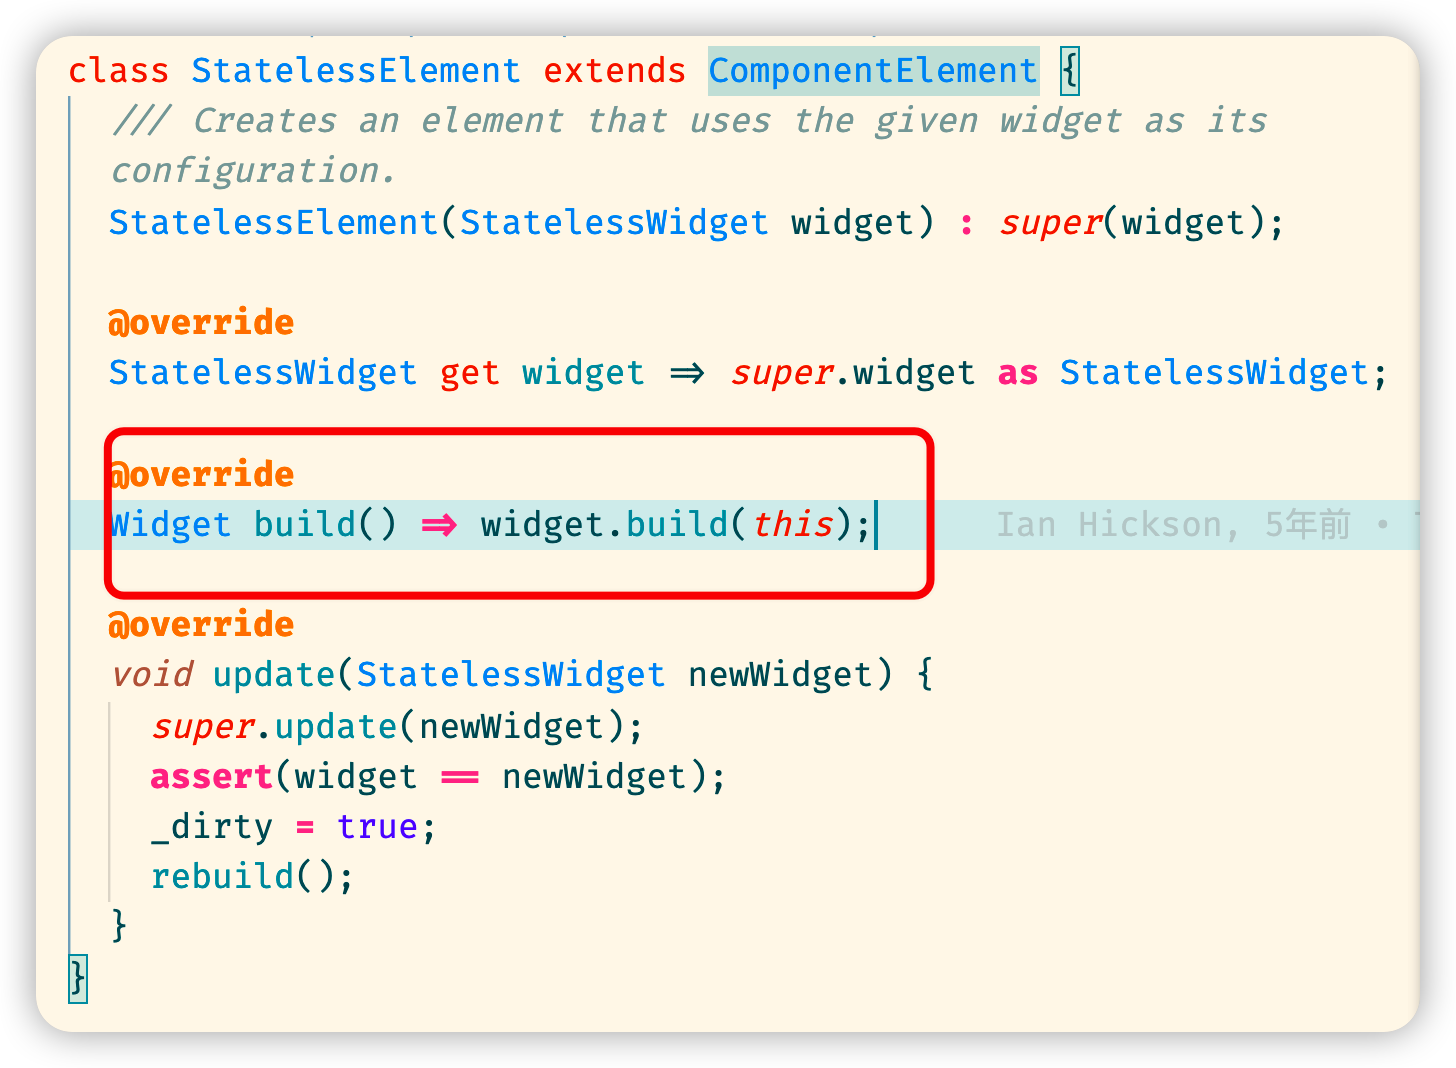 class StatelessElement extends ComponentElement {
/// Creates an element that uses the given widget as its
configuration.
StatelessElement(StatelessWidget widget) : super(widget);
@override
StatelessWidget get widget => super.widget as StatelessWidget;
@override
Widget build() => widget.build(this); Ian Hickson, 5年前 •
@override
void update(StatelessWidget newWidget) {
super.update(newWidget);
assert(widget == newWidget);
_dirty = true;
rebuild();
}
}